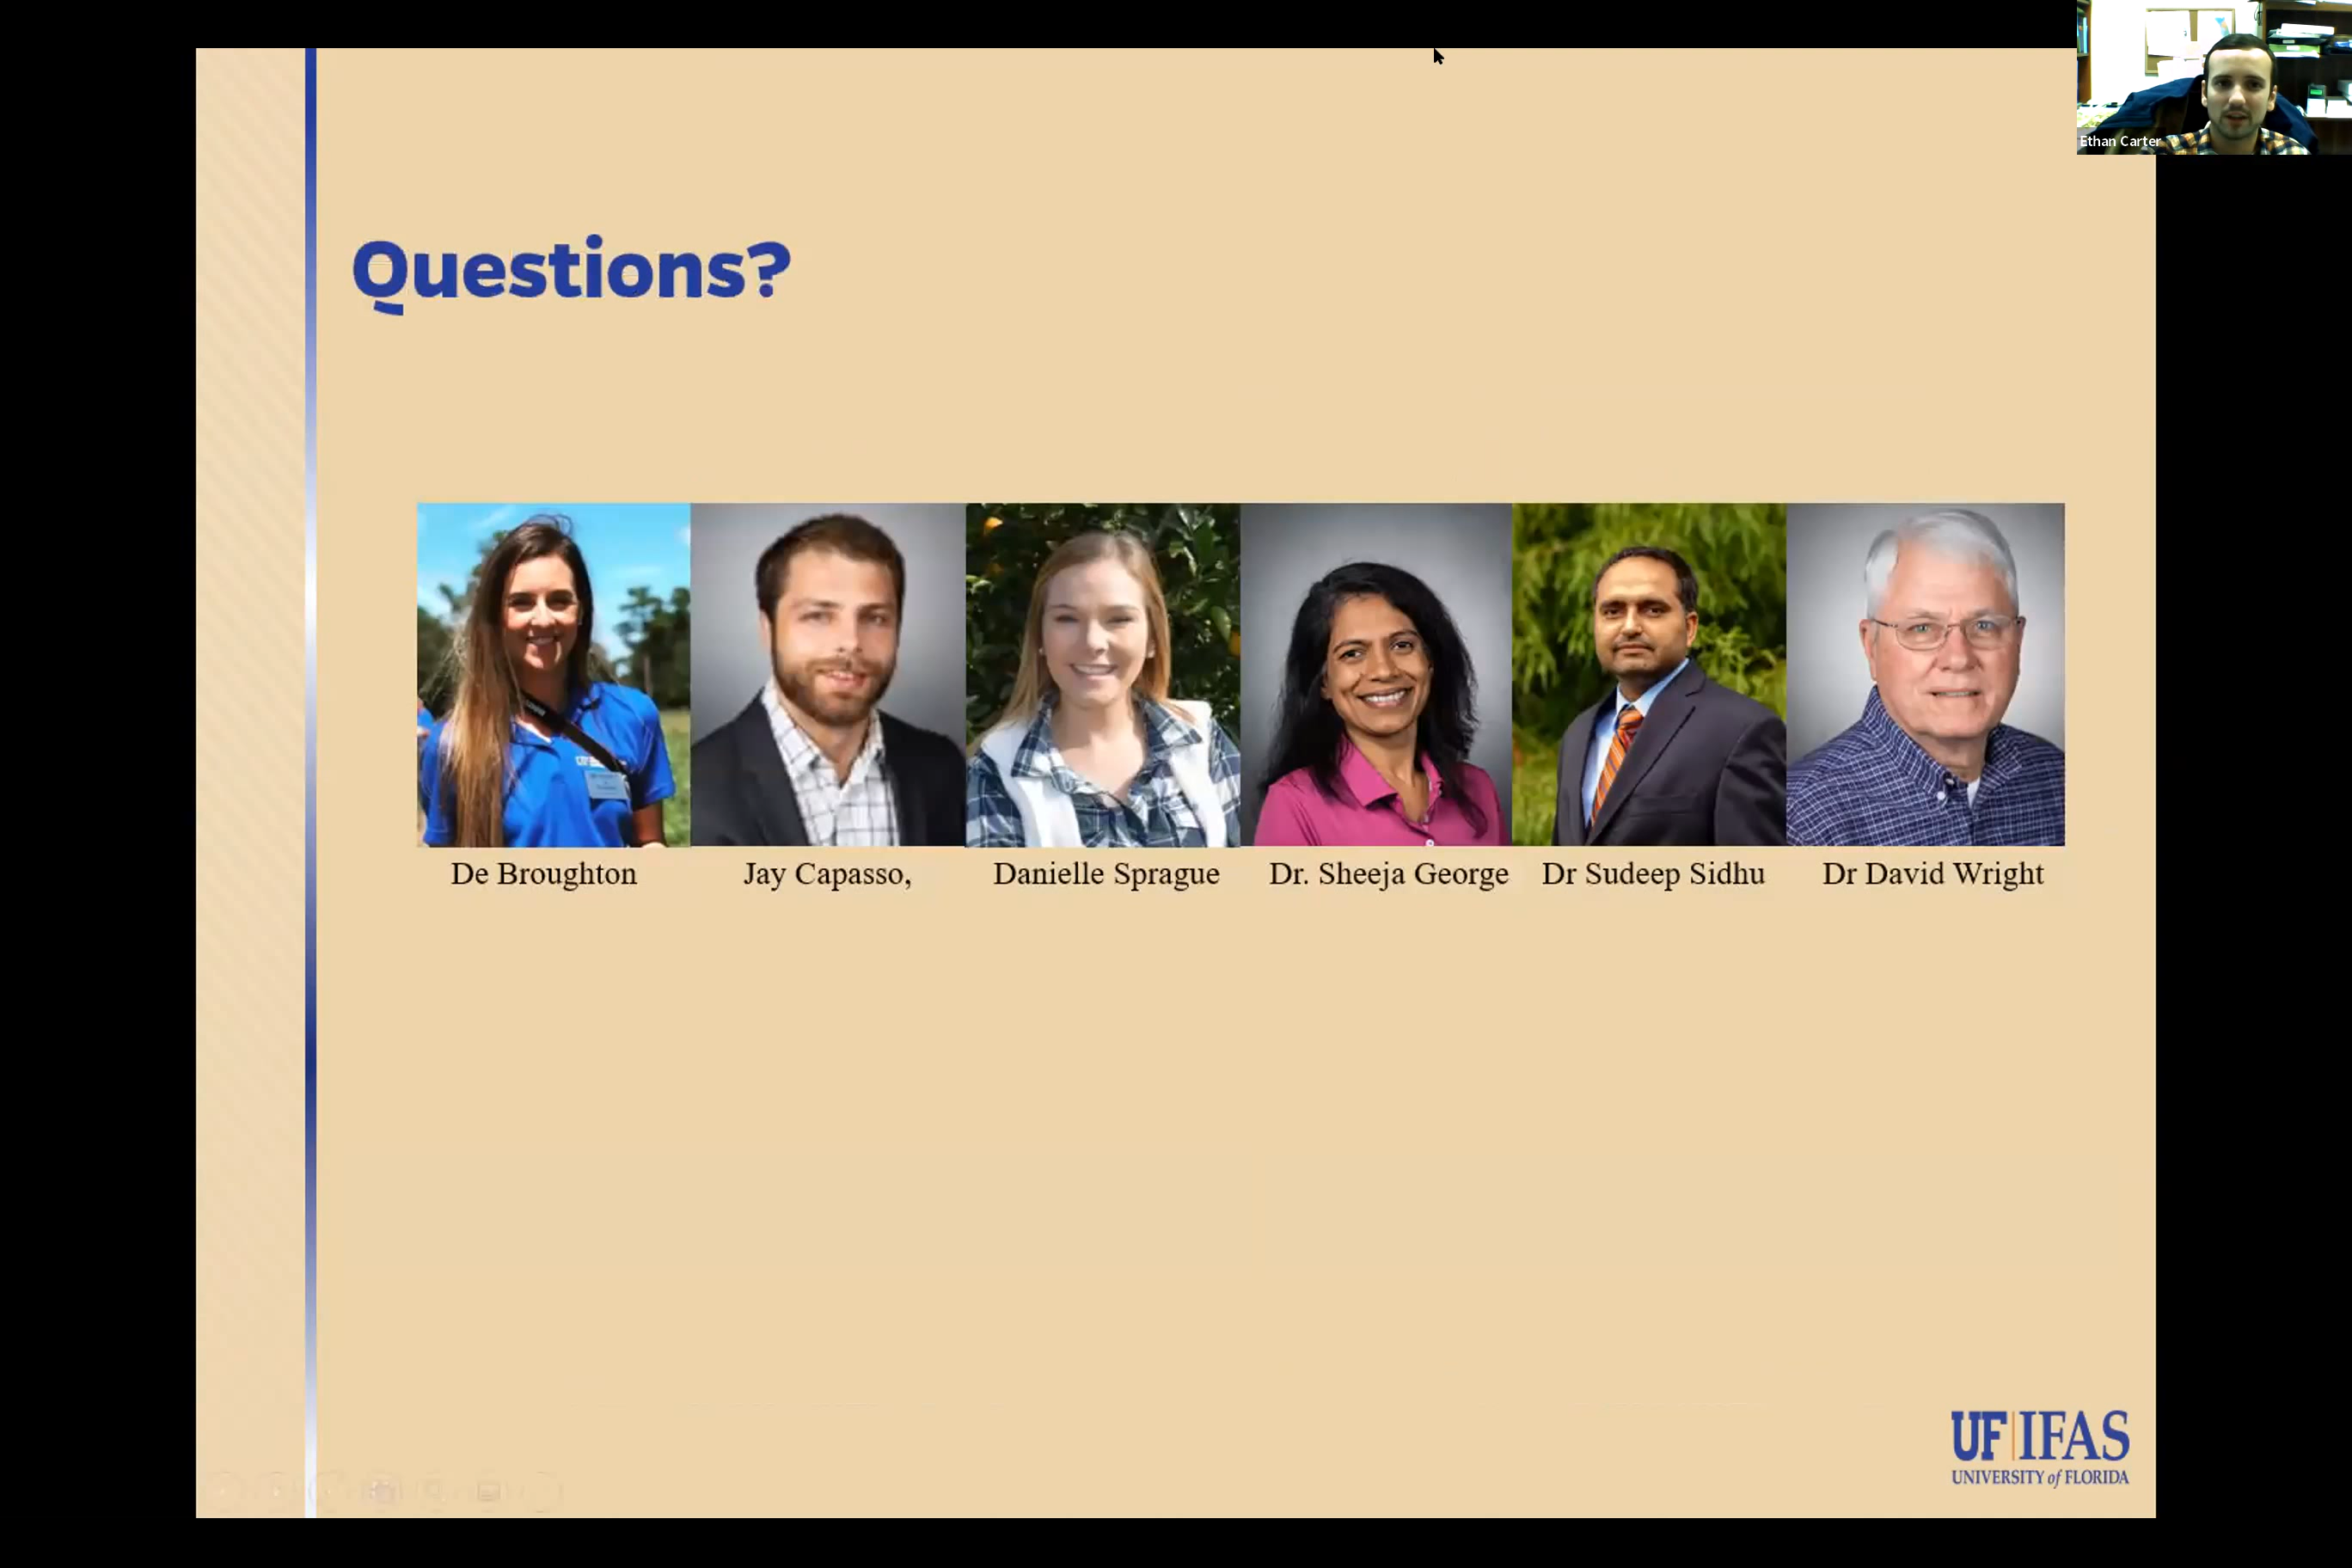 Ethan Carter
Questions?
De Broughton
Jay Capasso,
Danielle Sprague
Dr. Sheeja George
Dr Sudeep Sidhu
Dr David Wright
UF IFAS
UNIVERSITY of FLORIDA